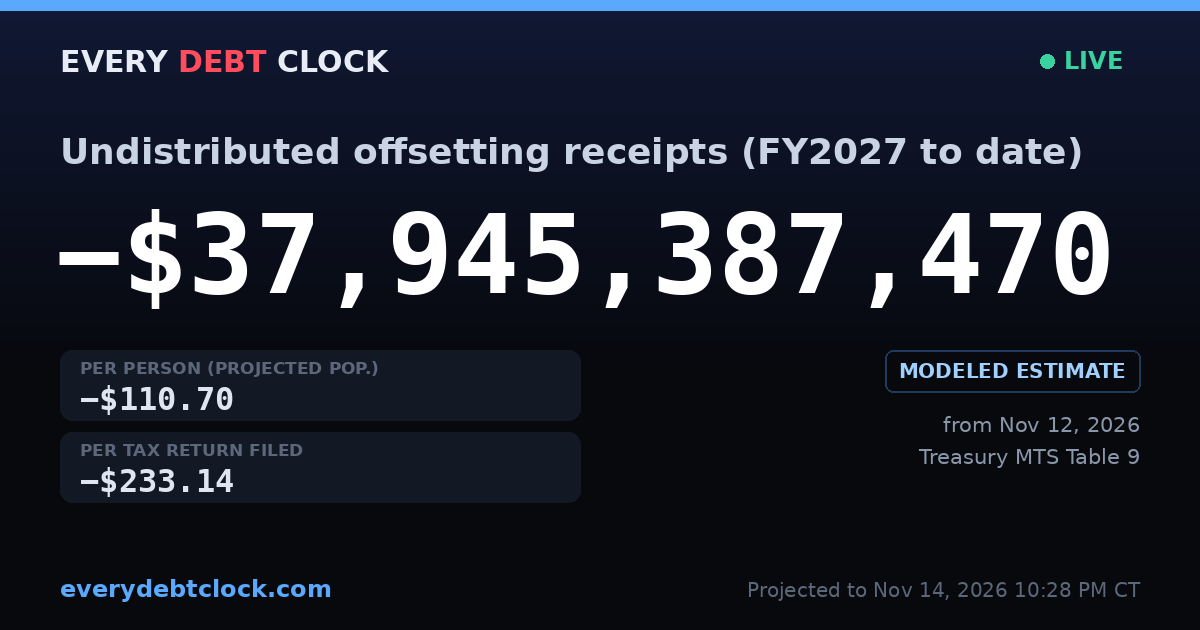 EVERY DEBT CLOCK
LIVE
Undistributed offsetting receipts (FY2027 to date)
−$37,945,387,470
PER PERSON (PROJECTED POP.)
−$110.70
PER TAX RETURN FILED
−$233.14
MODELED ESTIMATE
from Nov 12, 2026
Treasury MTS Table 9
everydebtclock.com
Projected to Nov 14, 2026 10:28 PM CT